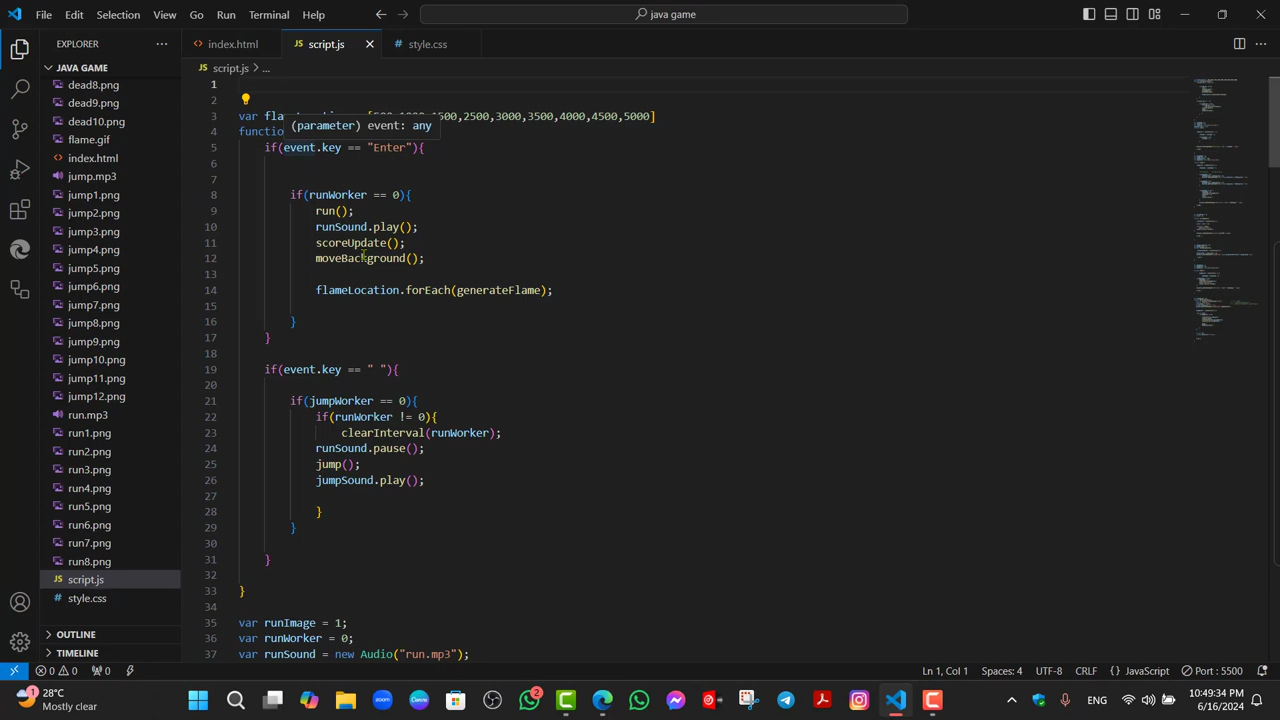 File Edit Selection View Go Run Terminal Help
java game
EXPLORER
JAVA GAME
dead8.png
dead9.png
dead10.png
flame.gif
index.html
jump.mp3
jump1.png
jump2.png
jump3.png
jump4.png
jump5.png
jump6.png
jump7.png
jump8.png
jump9.png
jump10.png
jump11.png
jump12.png
run.mp3
run1.png
run2.png
run3.png
run4.png
run5.png
run6.png
run7.png
run8.png
script.js
style.css
OUTLINE
TIMELINE
index.html script.js style.css
script.js > ...
1
2
3 var
(parameter) event: any
4 functio
5 if(event.key == "Enter"){
6
7
8 if(runWorker == 0){
9 run();
10 runSound.play();
11 scoreUpdate();
12 moveBackground();
13
14 flameLocation.forEach(generateFlame);
15
16 }
17 }
18
19 if(event.key == " "){
20
21 if(jumpWorker == 0){
22 if(runWorker != 0){
23 clearInterval(runWorker);
24 runSound.pause();
25 jump();
26 jumpSound.play();
27
28 }
29 }
30
31 }
32
33 }
34
35 var runImage = 1;
36 var runWorker = 0;
37 var runSound = new Audio("run.mp3");
0 0 0 Ln 1, Col 1 Spaces: 4 UTF-8 CRLF {} JavaScript Port : 5500
1 28°C
Mostly clear
zoom Canva 2
ENG
10:49:34 PM
6/16/2024